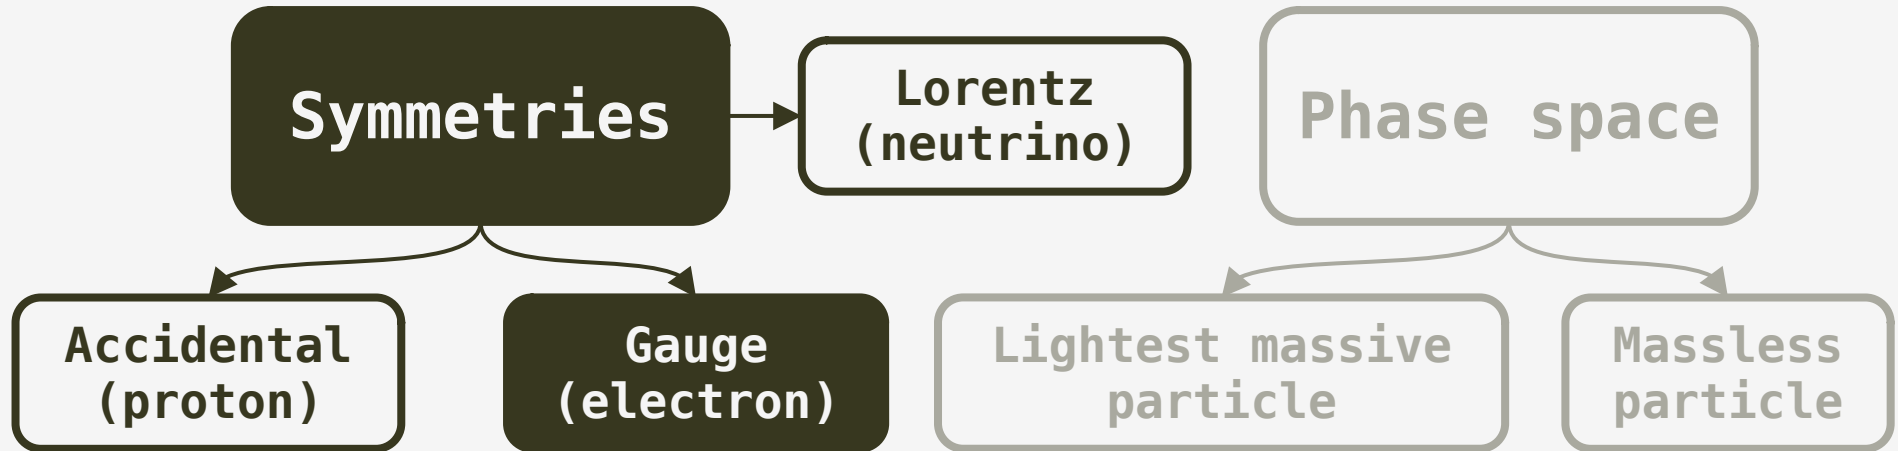 Symmetries
Lorentz
(neutrino)
Phase space
Accidental
(proton)
Gauge
(electron)
Lightest massive
particle
Massless
particle